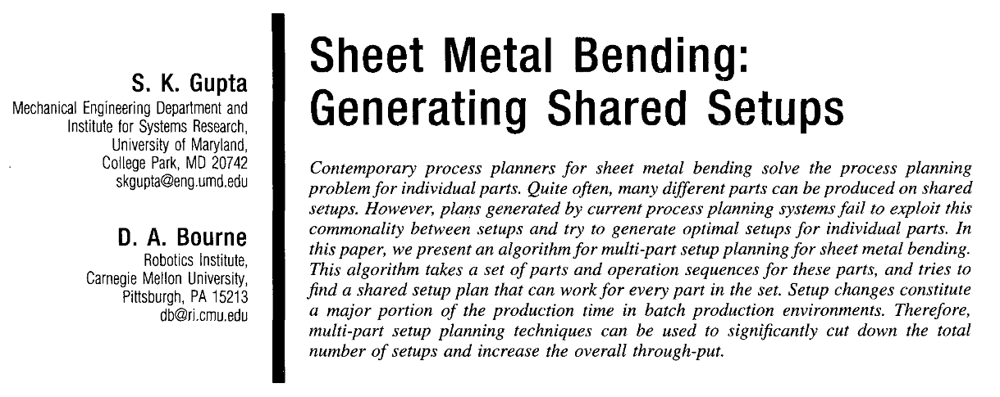 S. K. Gupta
Mechanical Engineering Department and
Institute for Systems Research,
University of Maryland,
College Park, MD 20742
skgupta@eng.umd.edu
D. A. Bourne
Robotics Institute,
Carnegie Mellon University,
Pittsburgh, PA 15213
db@ri.cmu.edu
Sheet Metal Bending:
Generating Shared Setups
Contemporary process planners for sheet metal bending solve the process planning
problem for individual parts. Quite often, many different parts can be produced on shared
setups. However, plans generated by current process planning systems fail to exploit this
commonality between setups and try to generate optimal setups for individual parts. In
this paper, we present an algorithm for multi-part setup planning for sheet metal bending.
This algorithm takes a set of parts and operation sequences for these parts, and tries to
find a shared setup plan that can work for every part in the set. Setup changes constitute
a major portion of the production time in batch production environments. Therefore,
multi-part setup planning techniques can be used to significantly cut down the total
number of setups and increase the overall through-put.